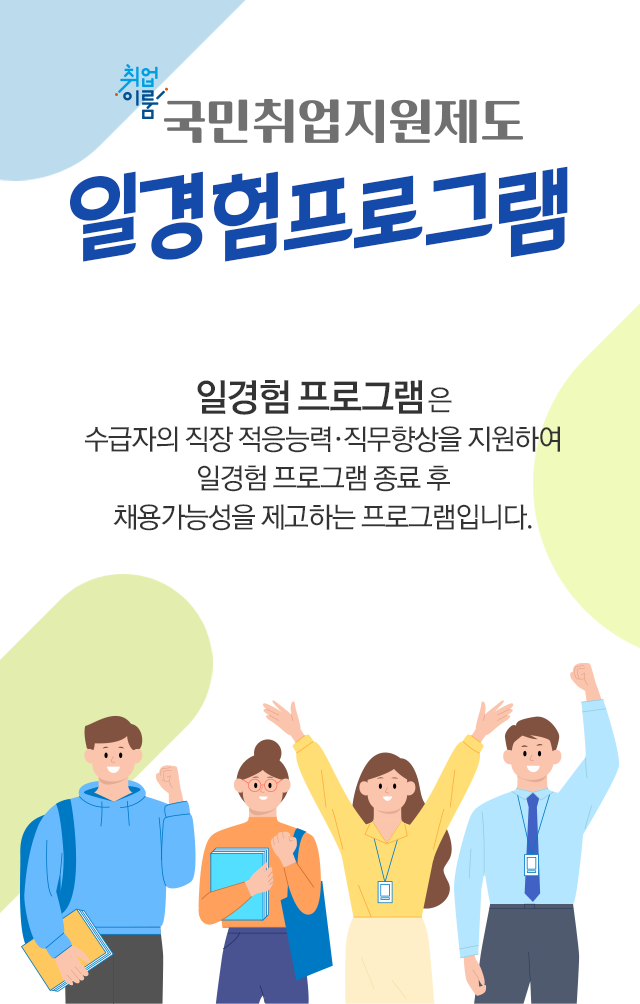 취업
이룸
국민취업지원제도
일경험프로그램
일경험 프로그램은
수급자의 직장 적응능력·직무향상을 지원하여
일경험 프로그램 종료 후
채용가능성을 제고하는 프로그램입니다.